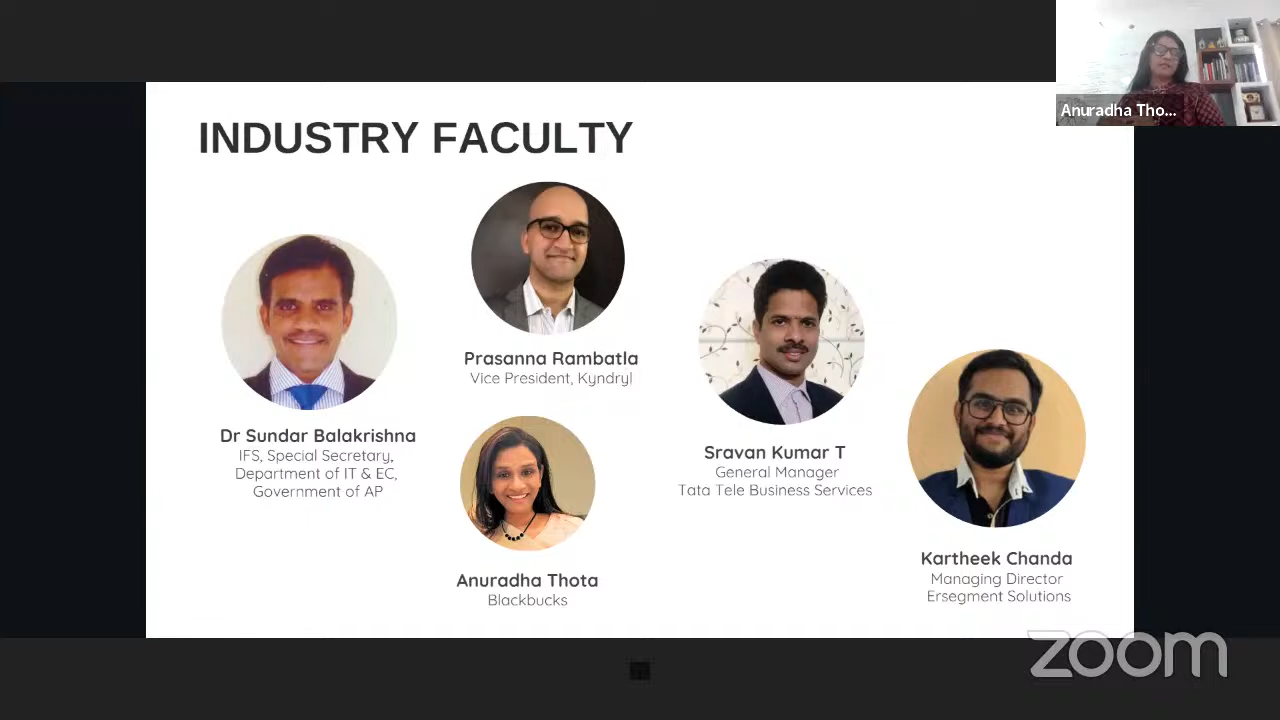 INDUSTRY FACULTY
Anuradha Tho...
Prasanna Rambatla
Vice President, Kyndryl
Dr Sundar Balakrishna
IFS, Special Secretary,
Department of IT & EC,
Government of AP
Anuradha Thota
Blackbucks
Sravan Kumar T
General Manager
Tata Tele Business Services
Kartheek Chanda
Managing Director
Ersegment Solutions
zoom